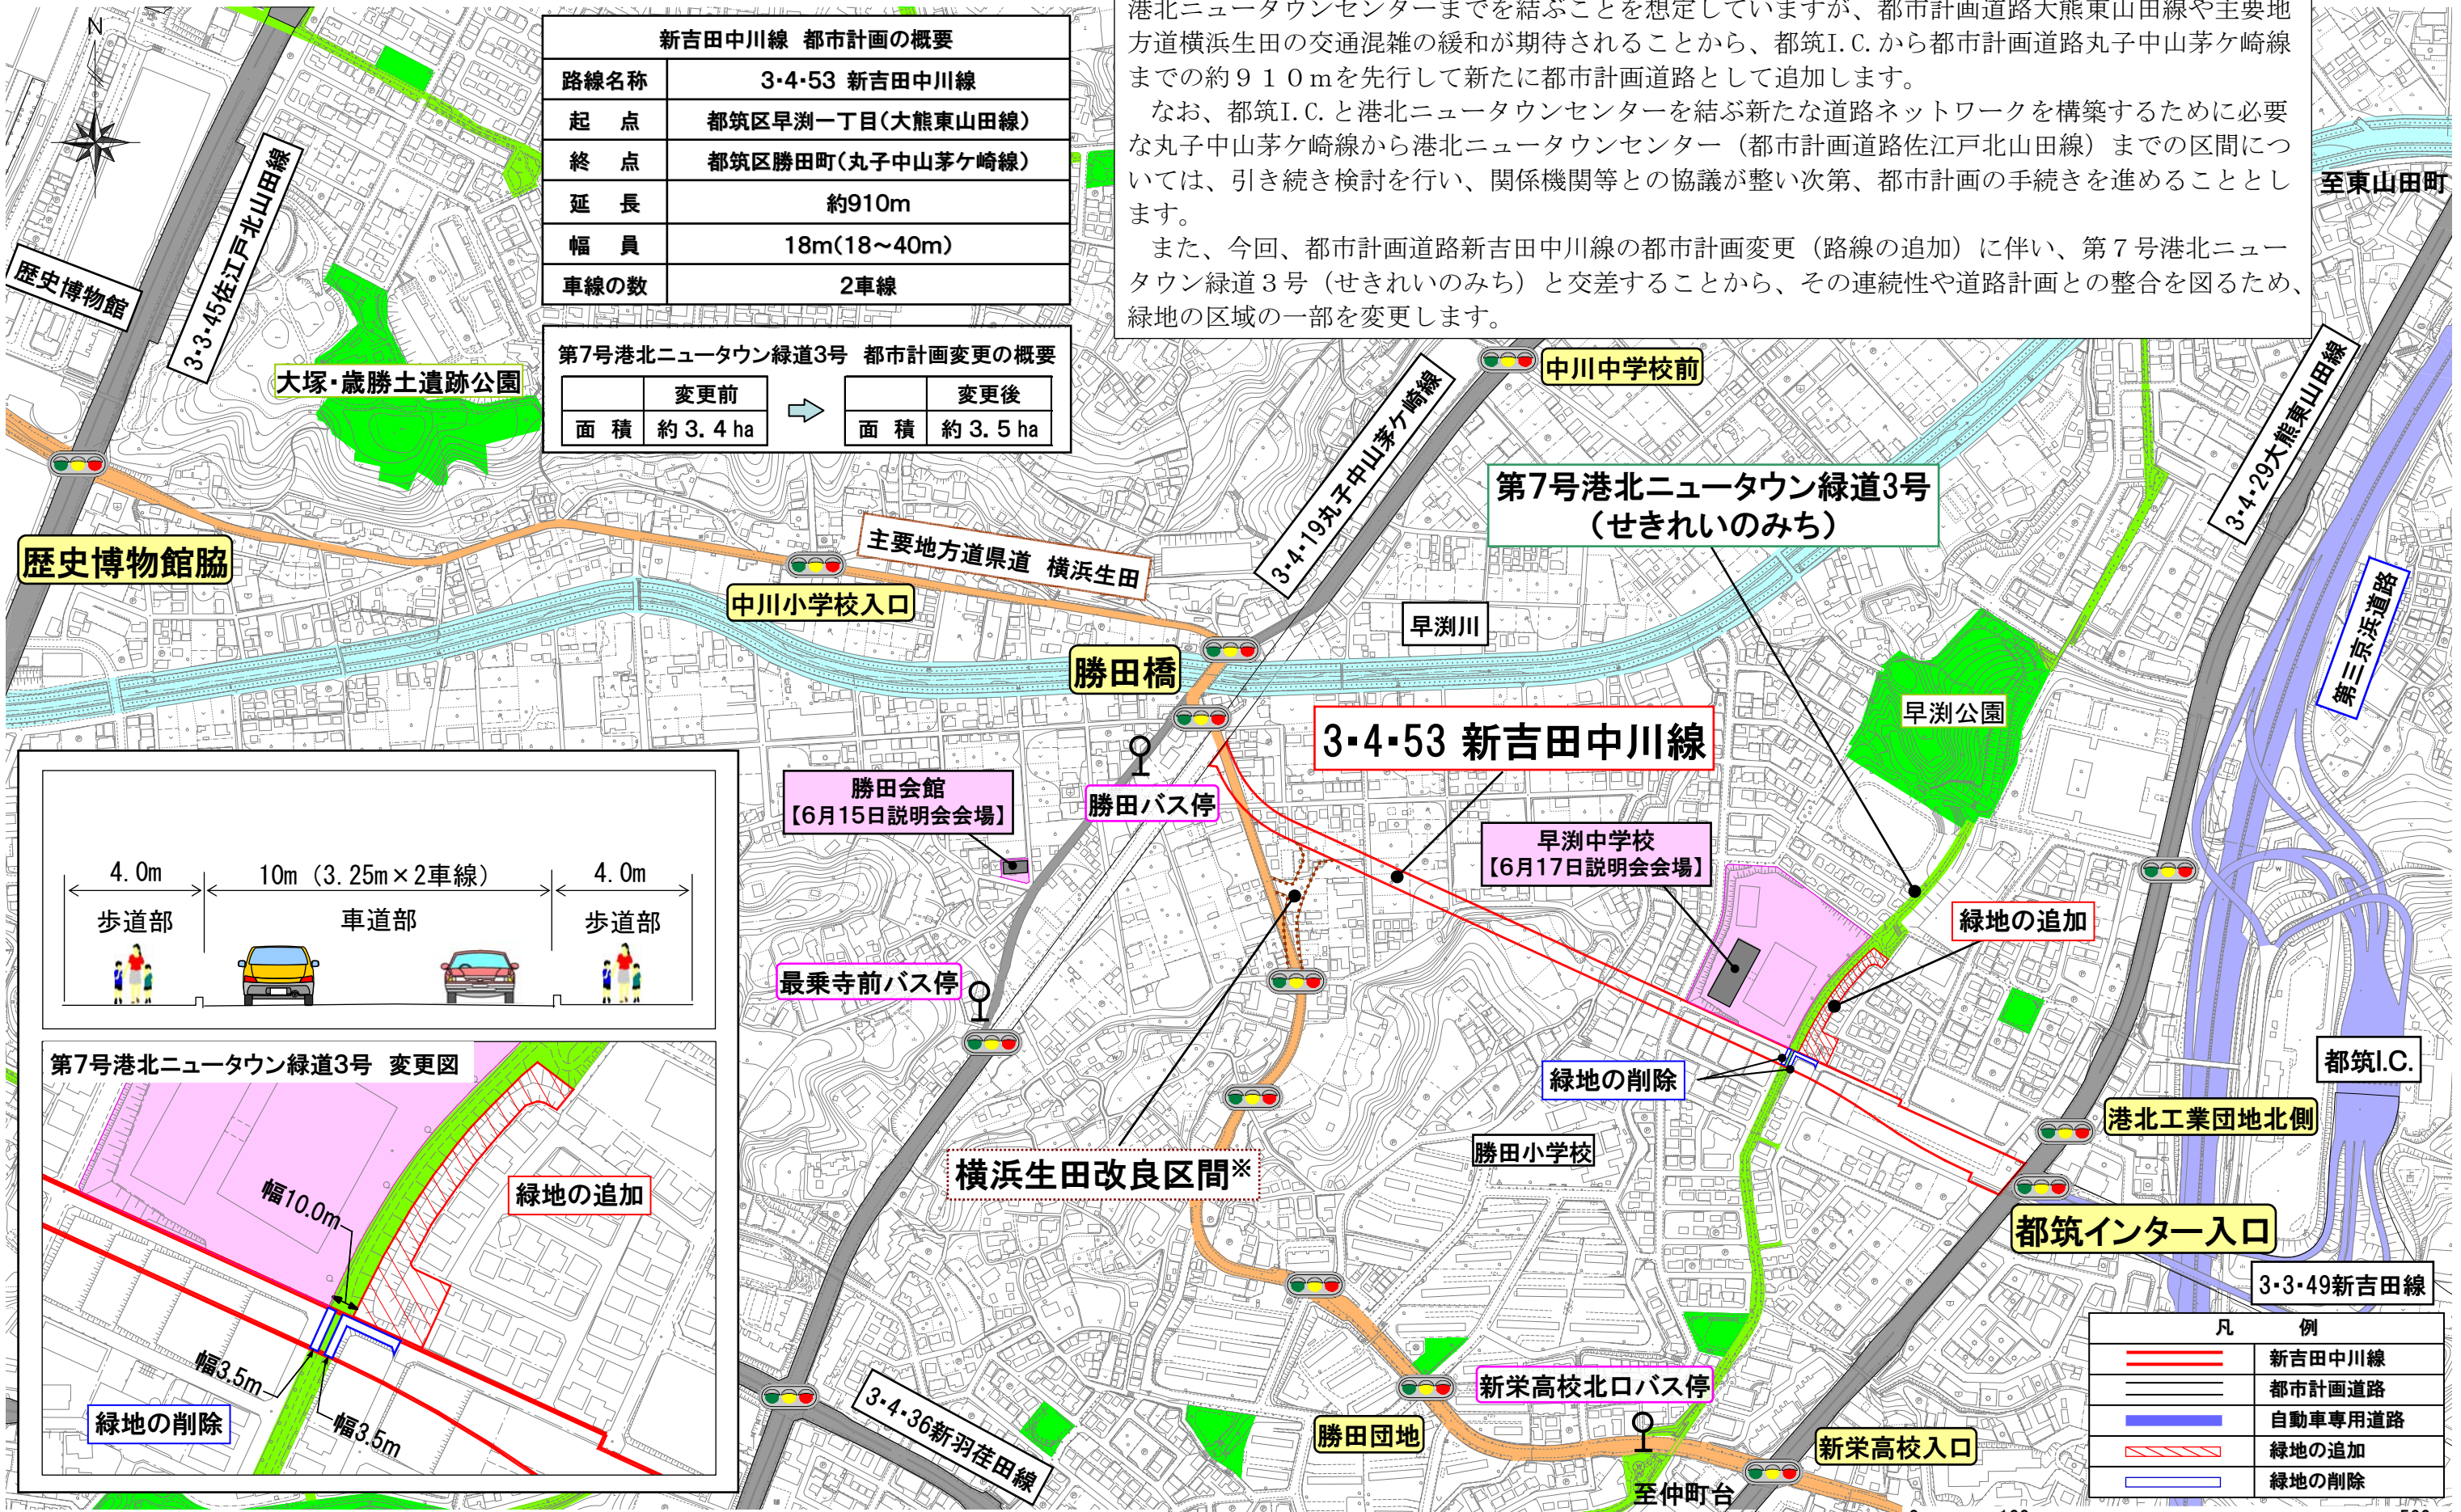 港北ニュータウンセンターまでを結ぶことを想定していますが、都市計画道路大熊東山田線や主要地
方道横浜生田の交通混雑の緩和が期待されることから、都筑I.C.から都市計画道路丸子中山茅ケ崎線
までの約９１０ｍを先行して新たに都市計画道路として追加します。
なお、都筑I.C.と港北ニュータウンセンターを結ぶ新たな道路ネットワークを構築するために必要
な丸子中山茅ケ崎線から港北ニュータウンセンター（都市計画道路佐江戸北山田線）までの区間につ
いては、引き続き検討を行い、関係機関等との協議が整い次第、都市計画の手続きを進めることとし
ます。
また、今回、都市計画道路新吉田中川線の都市計画変更（路線の追加）に伴い、第７号港北ニュー
タウン緑道３号（せきれいのみち）と交差することから、その連続性や道路計画との整合を図るため、
緑地の区域の一部を変更します。
N
新吉田中川線 都市計画の概要
路線名称 3・4・53 新吉田中川線
起 点 都筑区早渕一丁目(大熊東山田線)
終 点 都筑区勝田町(丸子中山茅ケ崎線)
延 長 約910m
幅 員 18m(18～40m)
車線の数 2車線
第7号港北ニュータウン緑道3号 都市計画変更の概要
変更前 変更後
面 積 約 3. 4 ha 面 積 約 3. 5 ha
至東山田町
歴史博物館
3・3・45佐江戸北山田線
大塚・歳勝土遺跡公園
中川中学校前
3・4・19丸子中山茅ケ崎線
3・4・29大熊東山田線
第7号港北ニュータウン緑道3号
（せきれいのみち）
歴史博物館脇
主要地方道県道 横浜生田
中川小学校入口
早渕川
第三京浜道路
勝田橋
早渕公園
3・4・53 新吉田中川線
勝田会館
【6月15日説明会会場】
勝田バス停
早渕中学校
【6月17日説明会会場】
緑地の追加
最乗寺前バス停
緑地の削除
都筑I.C.
港北工業団地北側
勝田小学校
横浜生田改良区間※
都筑インター入口
3・3・49新吉田線
新栄高校北口バス停
3・4・36新羽荏田線
勝田団地
新栄高校入口
至仲町台
4.0m 10m（3.25m×2車線） 4.0m
歩道部 車道部 歩道部
第7号港北ニュータウン緑道3号 変更図
幅10.0m
緑地の追加
幅3.5m
幅3.5m
緑地の削除
凡 例
新吉田中川線
都市計画道路
自動車専用道路
緑地の追加
緑地の削除